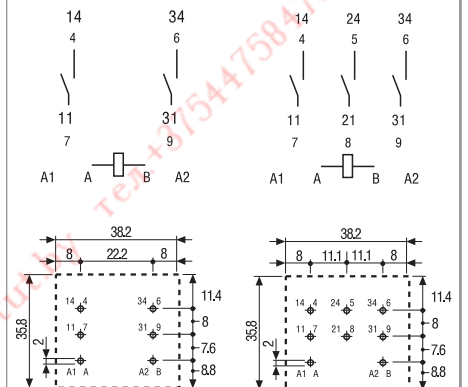 14 34
4 6
11 31
7 9
A1 A B A2
14 24 34
4 5 6
11 21 31
7 8 9
A1 A B A2
38.2
8 22.2 8
11.4
8
7.6
8.8
35.8
2
14 4 34 6
11 7 31 9
A1 A A2 B
38.2
8 11.1 11.1 8
11.4
8
7.6
8.8
35.8
2
14 4 24 5 34 6
11 7 21 8 31 9
A1 A A2 B
тел.+375447584